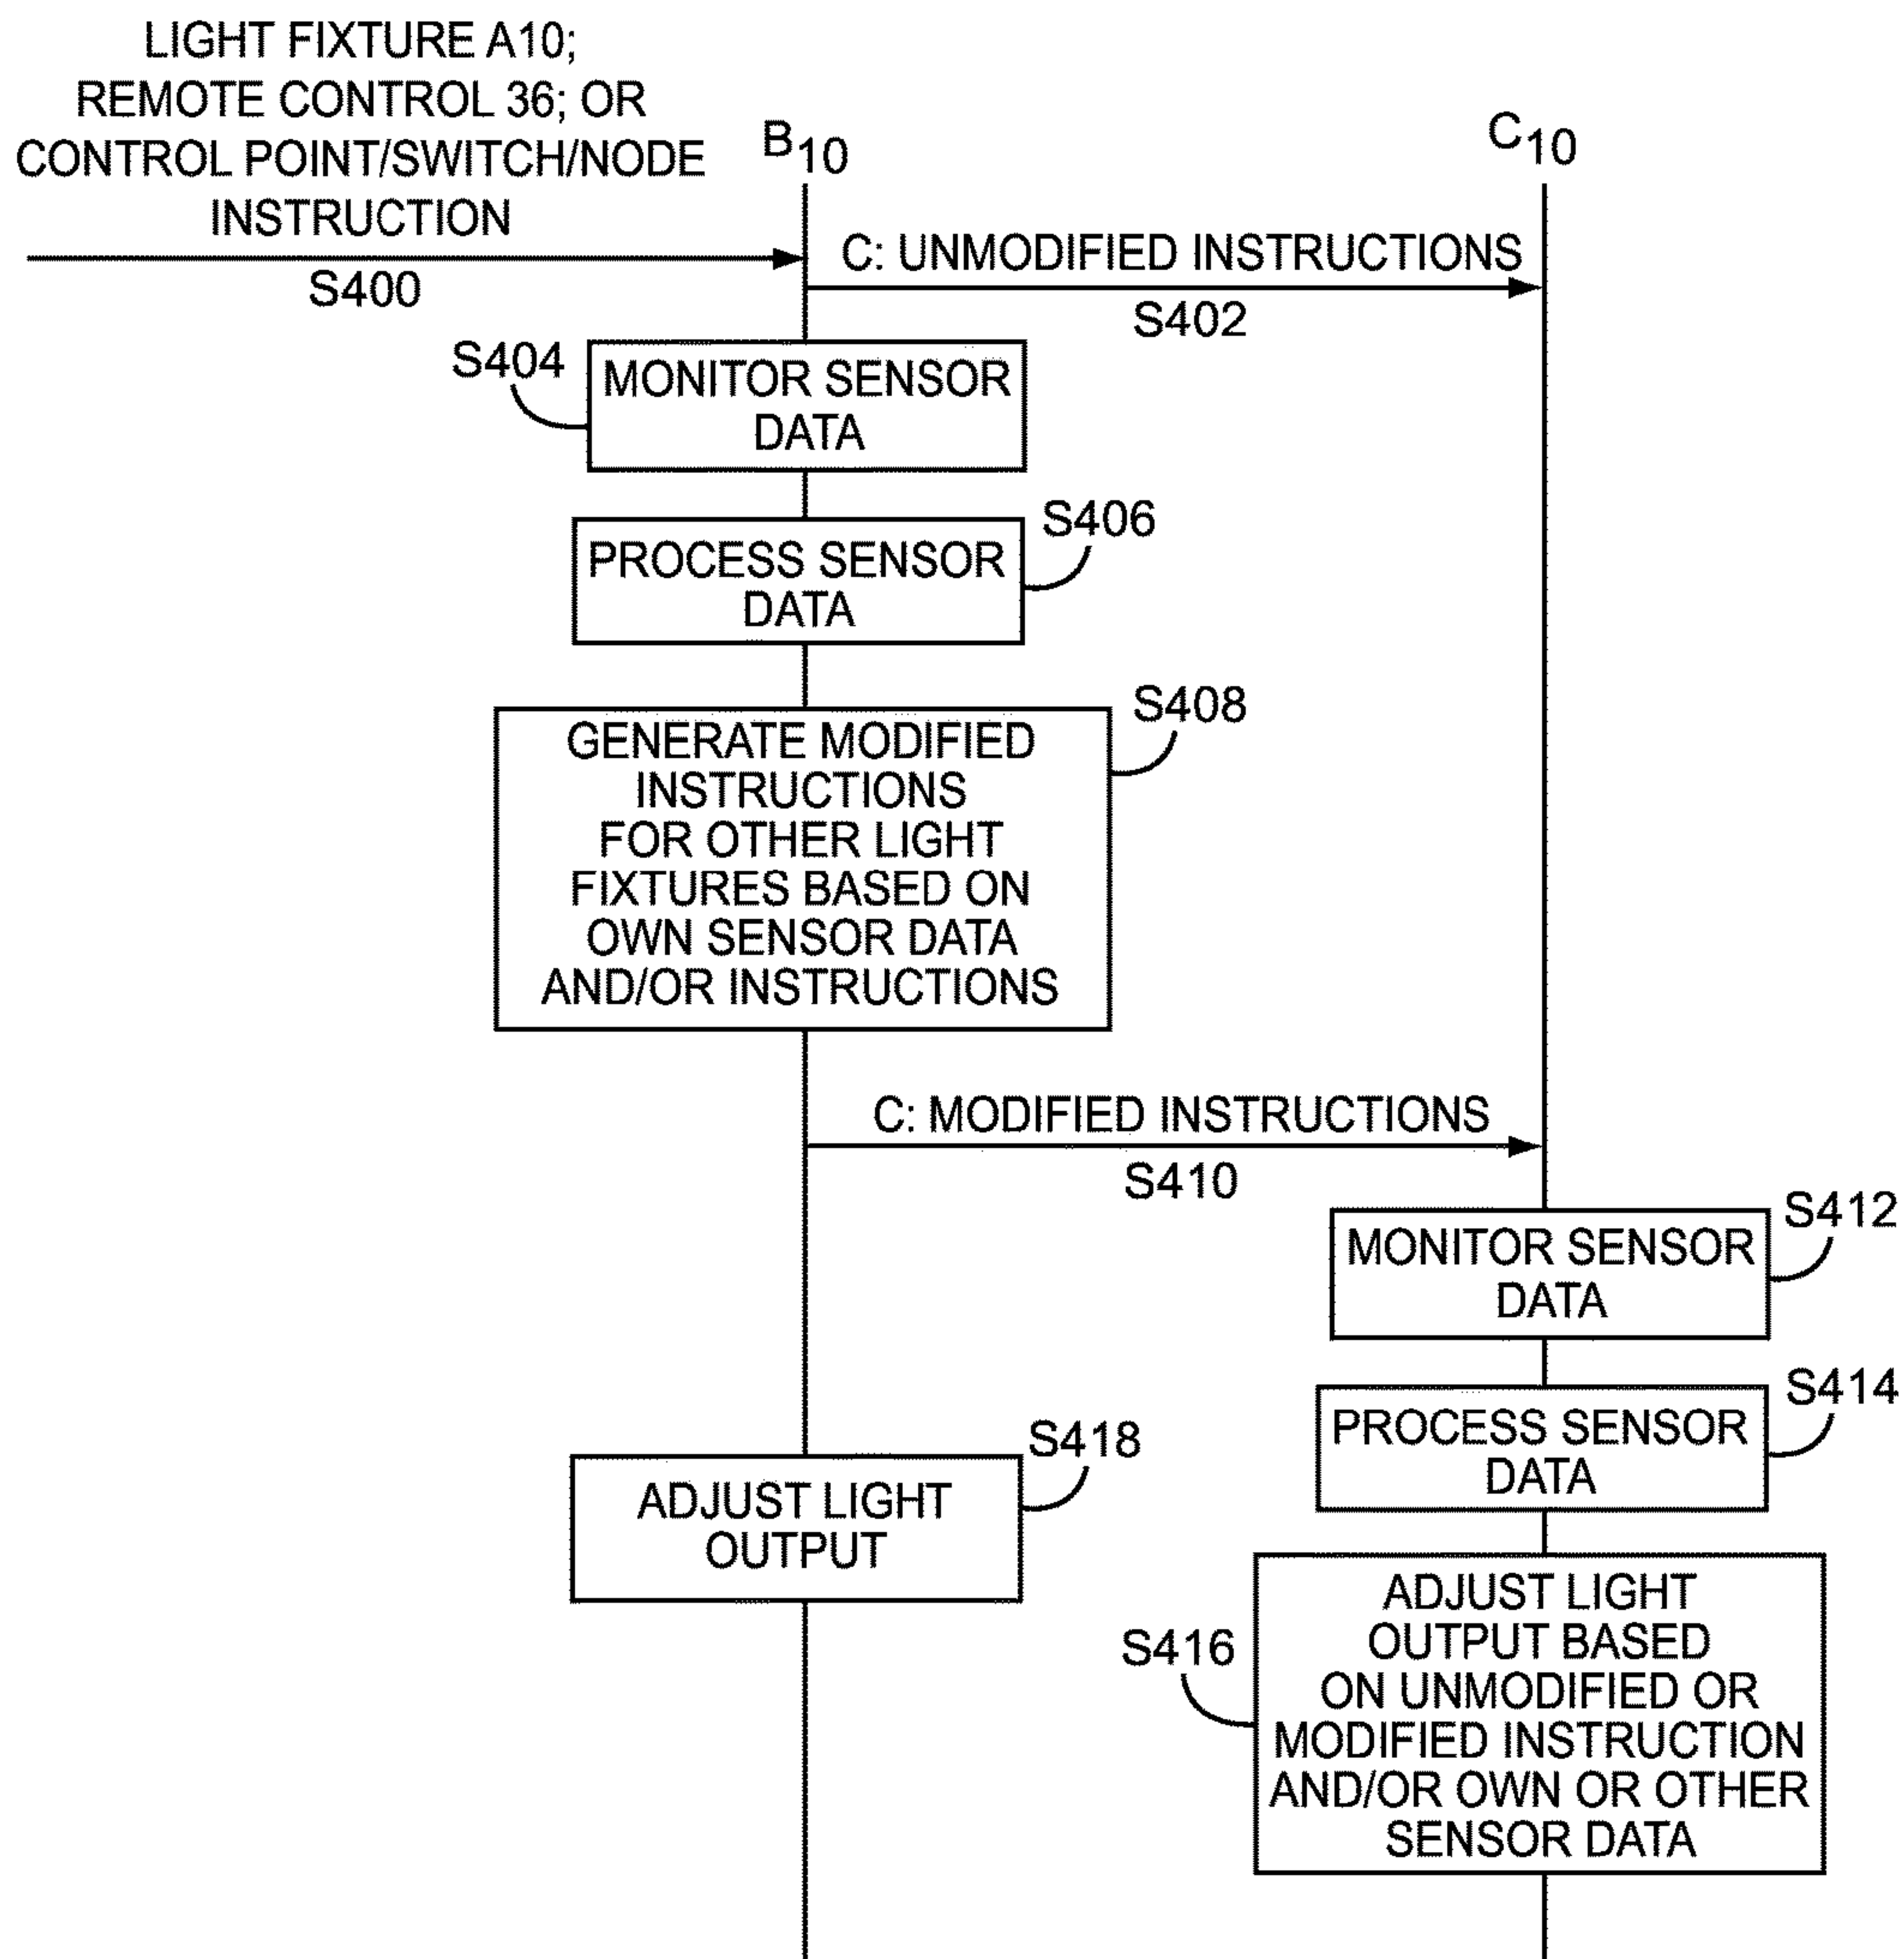 LIGHT FIXTURE A10;
REMOTE CONTROL 36; OR
CONTROL POINT/SWITCH/NODE
INSTRUCTION
S400
B10
C10
C: UNMODIFIED INSTRUCTIONS
S402
S404
MONITOR SENSOR
DATA
S406
PROCESS SENSOR
DATA
S408
GENERATE MODIFIED
INSTRUCTIONS
FOR OTHER LIGHT
FIXTURES BASED ON
OWN SENSOR DATA
AND/OR INSTRUCTIONS
C: MODIFIED INSTRUCTIONS
S410
S412
MONITOR SENSOR
DATA
S414
PROCESS SENSOR
DATA
S418
ADJUST LIGHT
OUTPUT
S416
ADJUST LIGHT
OUTPUT BASED
ON UNMODIFIED OR
MODIFIED INSTRUCTION
AND/OR OWN OR OTHER
SENSOR DATA